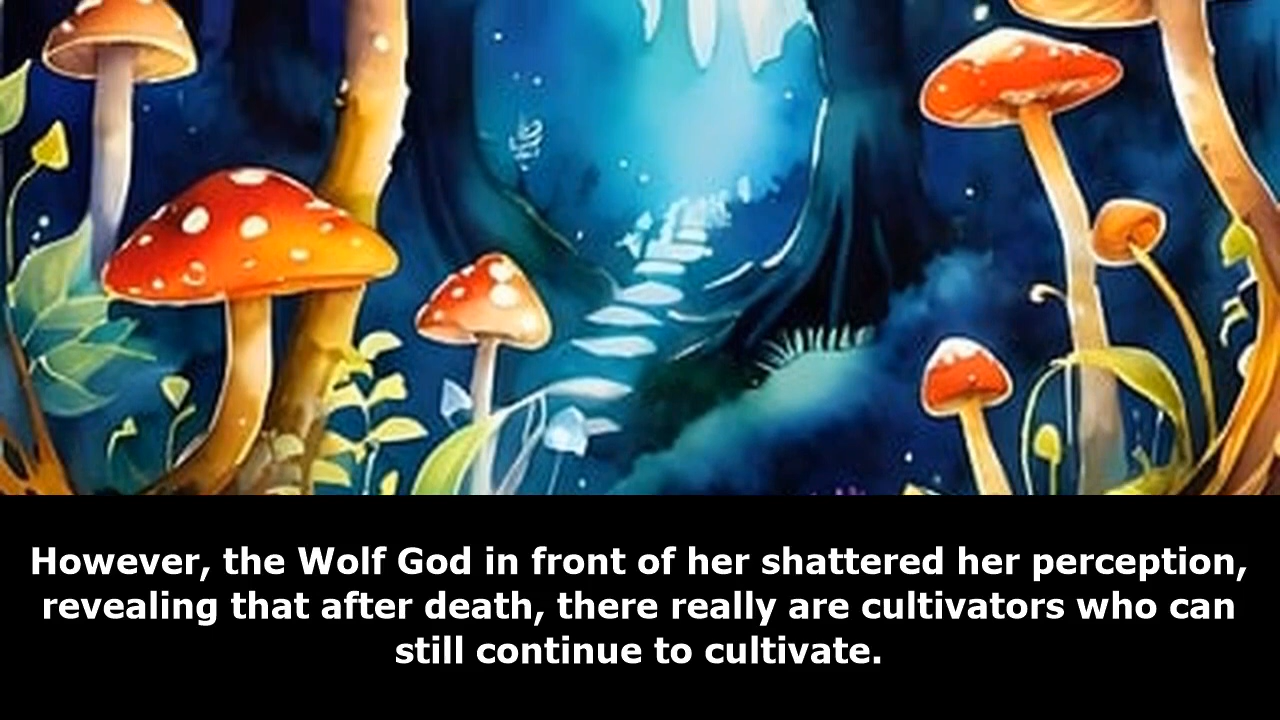 However, the Wolf God in front of her shattered her perception,
revealing that after death, there really are cultivators who can
still continue to cultivate.